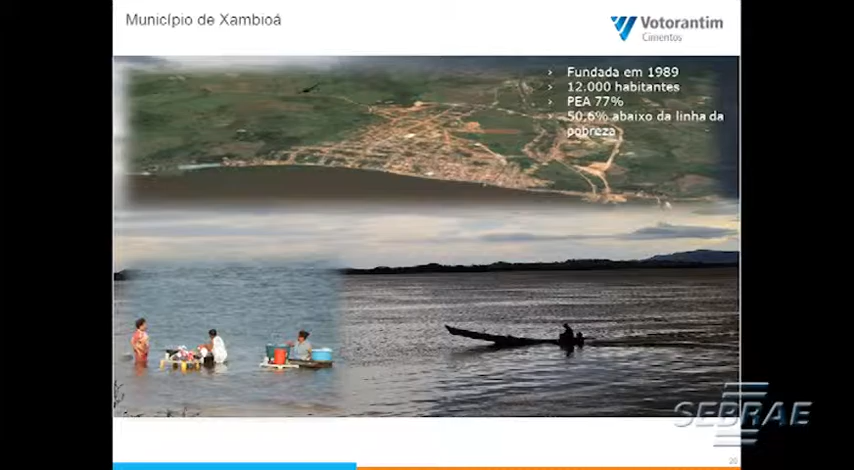 Município de Xambioá
Votorantim
Cimentos
› Fundada em 1989
› 12.000 habitantes
› PEA 77%
› 50,6% abaixo da linha da
pobreza
SEBRAE
20